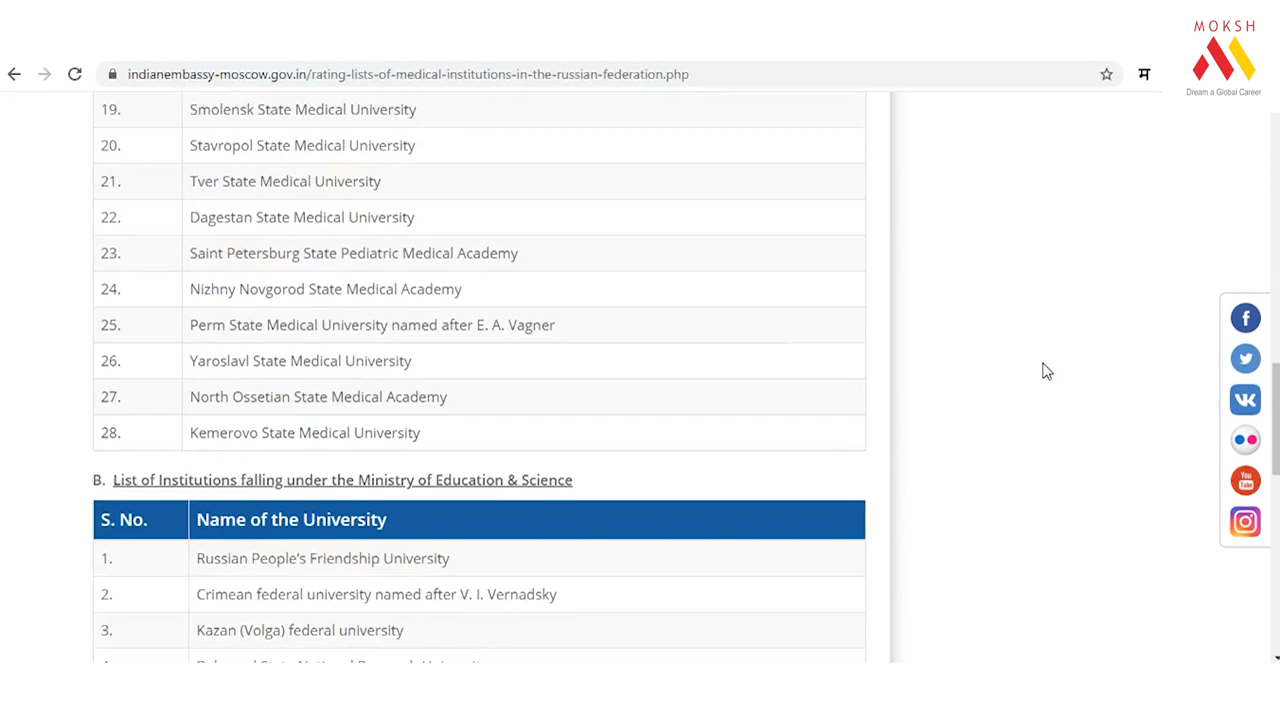 MOKSH
Dream a Global Career
indianembassy-moscow.gov.in/rating-lists-of-medical-institutions-in-the-russian-federation.php
म
19. Smolensk State Medical University
20. Stavropol State Medical University
21. Tver State Medical University
22. Dagestan State Medical University
23. Saint Petersburg State Pediatric Medical Academy
24. Nizhny Novgorod State Medical Academy
25. Perm State Medical University named after E. A. Vagner
26. Yaroslavl State Medical University
27. North Ossetian State Medical Academy
28. Kemerovo State Medical University
B. List of Institutions falling under the Ministry of Education & Science
S. No. Name of the University
1. Russian People’s Friendship University
2. Crimean federal university named after V. I. Vernadsky
3. Kazan (Volga) federal university
You
Tube